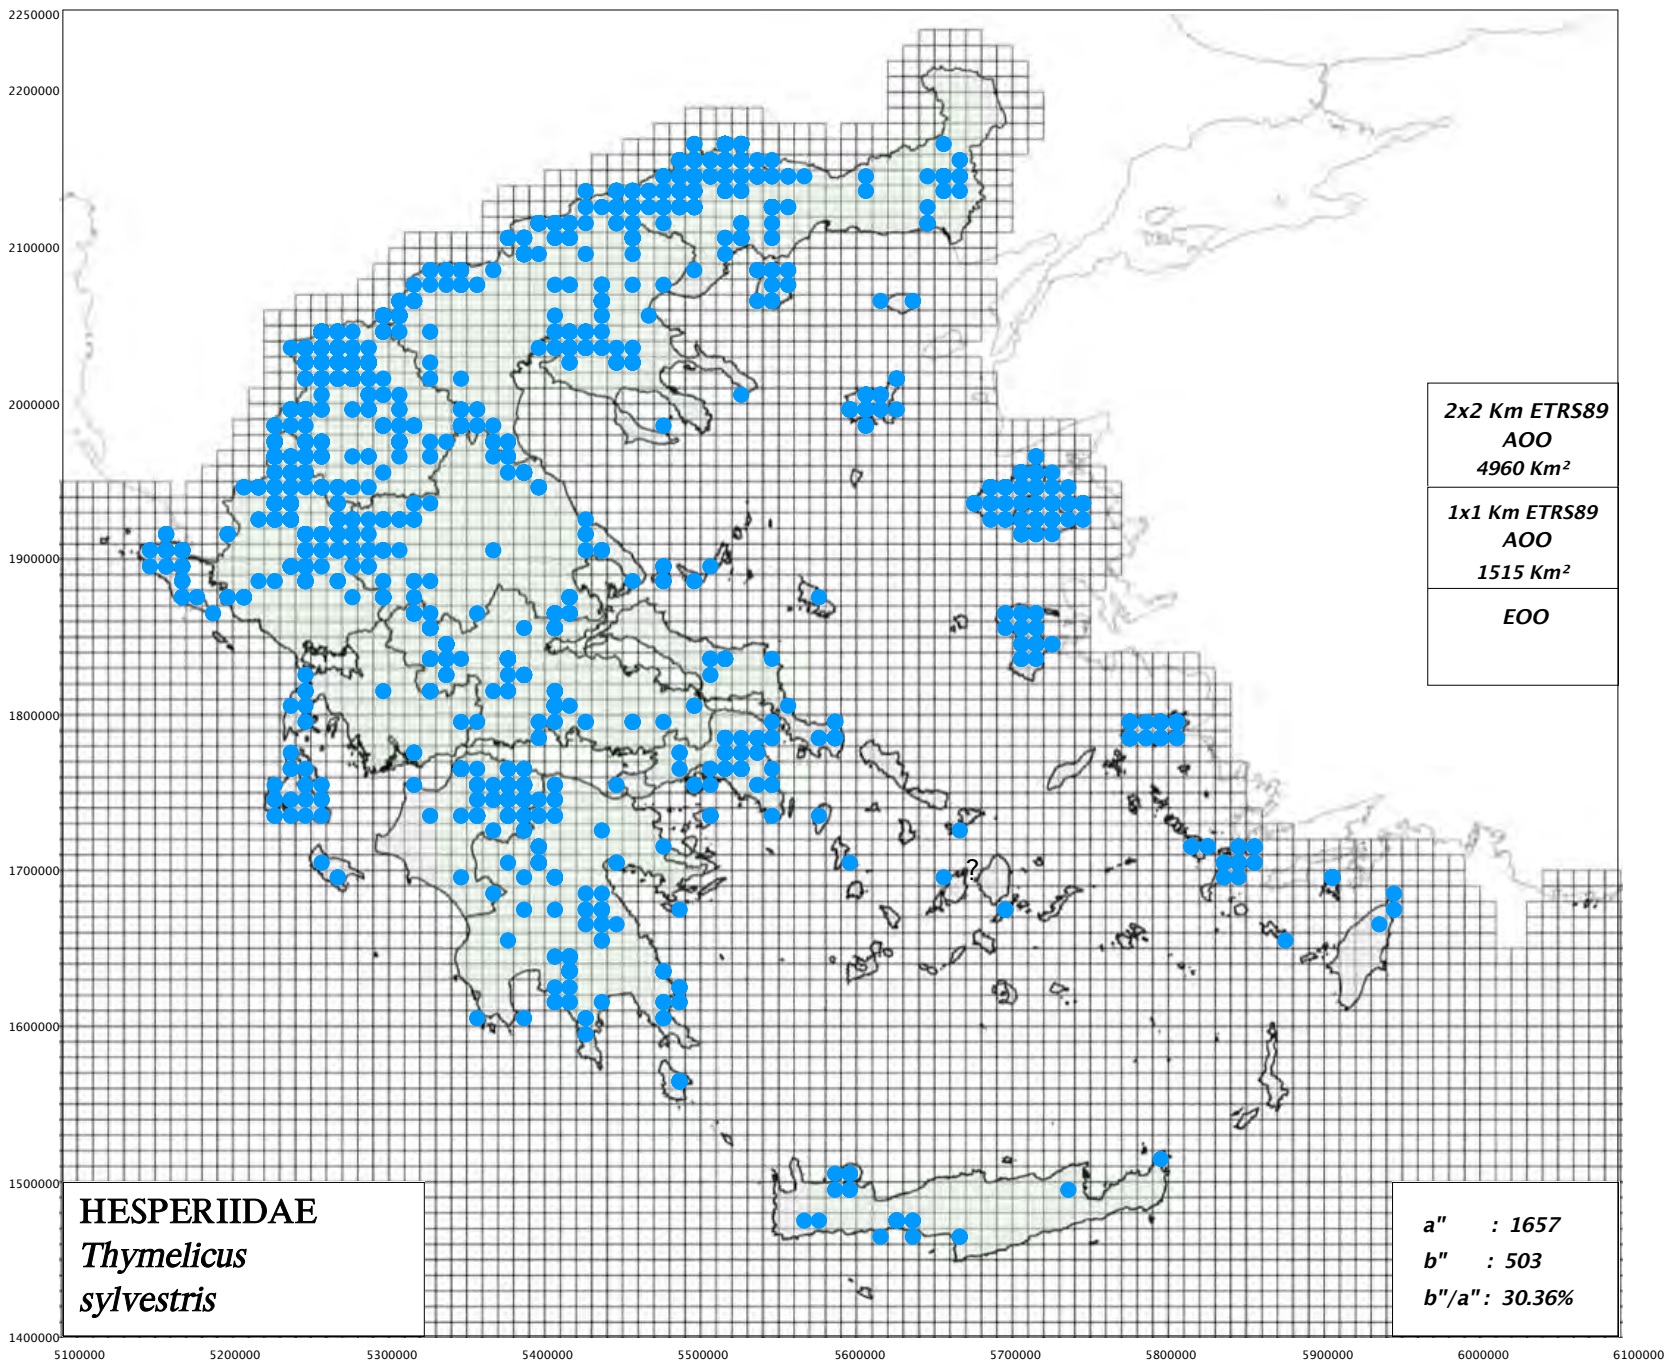 2250000
2200000
2100000
2000000
1900000
1800000
1700000
1600000
1500000
1400000
5100000 5200000 5300000 5400000 5500000 5600000 5700000 5800000 5900000 6000000 6100000
2x2 Km ETRS89
AOO
4960 Km²
1x1 Km ETRS89
AOO
1515 Km²
EOO
?
HESPERIIDAE
Thymelicus
sylvestris
a" : 1657
b" : 503
b"/a" : 30.36%